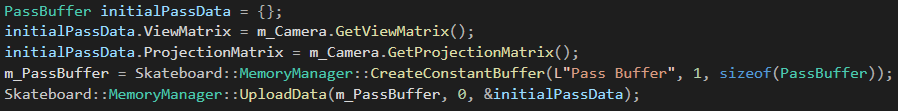 PassBuffer initialPassData = {};
initialPassData.ViewMatrix = m_Camera.GetViewMatrix();
initialPassData.ProjectionMatrix = m_Camera.GetProjectionMatrix();
m_PassBuffer = Skateboard::MemoryManager::CreateConstantBuffer(L"Pass Buffer", 1, sizeof(PassBuffer));
Skateboard::MemoryManager::UploadData(m_PassBuffer, 0, &initialPassData);